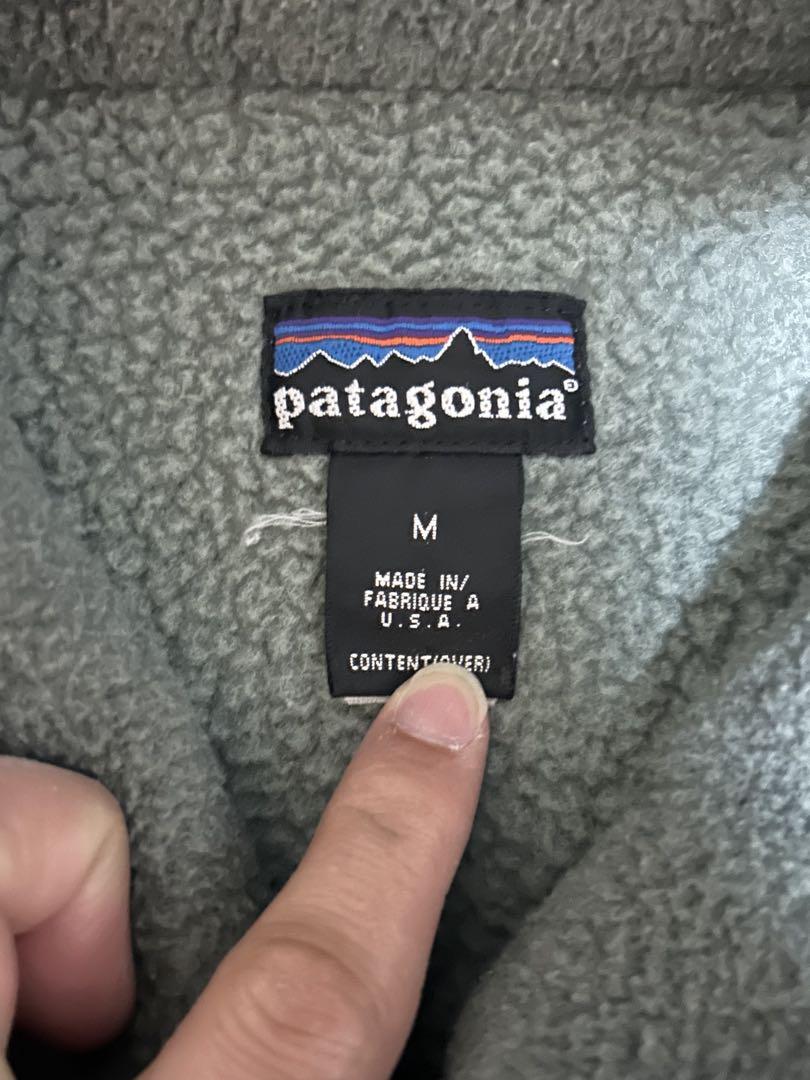 patagonia®
M
MADE IN/
FABRIQUE A
U.S.A.
CONTENT(OVER)